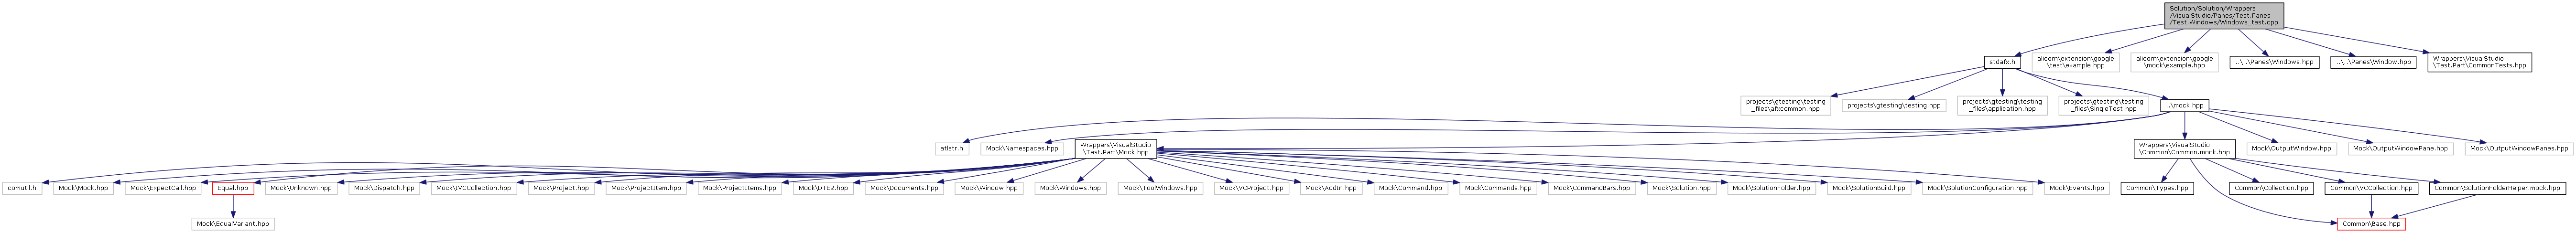 Solution/Solution/Wrappers
/VisualStudio/Panes/Test.Panes
/Test.Windows/Windows_test.cpp
stdafx.h
alicorn\extension\google
\test\example.hpp
alicorn\extension\google
\mock\example.hpp
..\..\Panes\Windows.hpp
..\..\Panes\Window.hpp
Wrappers\VisualStudio
\Test.Part\CommonTests.hpp
projects\gtesting\testing
_files\afxcommon.hpp
projects\gtesting\testing.hpp
projects\gtesting\testing
_files\application.hpp
projects\gtesting\testing
_files\SingleTest.hpp
..\mock.hpp
atlstr.h
Mock\Namespaces.hpp
Wrappers\VisualStudio
\Test.Part\Mock.hpp
Wrappers\VisualStudio
\Common\Common.mock.hpp
Mock\OutputWindow.hpp
Mock\OutputWindowPane.hpp
Mock\OutputWindowPanes.hpp
comutil.h
Mock\Mock.hpp
Mock\ExpectCall.hpp
Equal.hpp
Mock\Unknown.hpp
Mock\Dispatch.hpp
Mock\IVCCollection.hpp
Mock\Project.hpp
Mock\ProjectItem.hpp
Mock\ProjectItems.hpp
Mock\DTE2.hpp
Mock\Documents.hpp
Mock\Window.hpp
Mock\Windows.hpp
Mock\ToolWindows.hpp
Mock\VCProject.hpp
Mock\AddIn.hpp
Mock\Command.hpp
Mock\Commands.hpp
Mock\CommandBars.hpp
Mock\Solution.hpp
Mock\SolutionFolder.hpp
Mock\SolutionBuild.hpp
Mock\SolutionConfiguration.hpp
Mock\Events.hpp
Common\Types.hpp
Common\Collection.hpp
Common\VCCollection.hpp
Common\SolutionFolderHelper.mock.hpp
Mock\EqualVariant.hpp
Common\Base.hpp